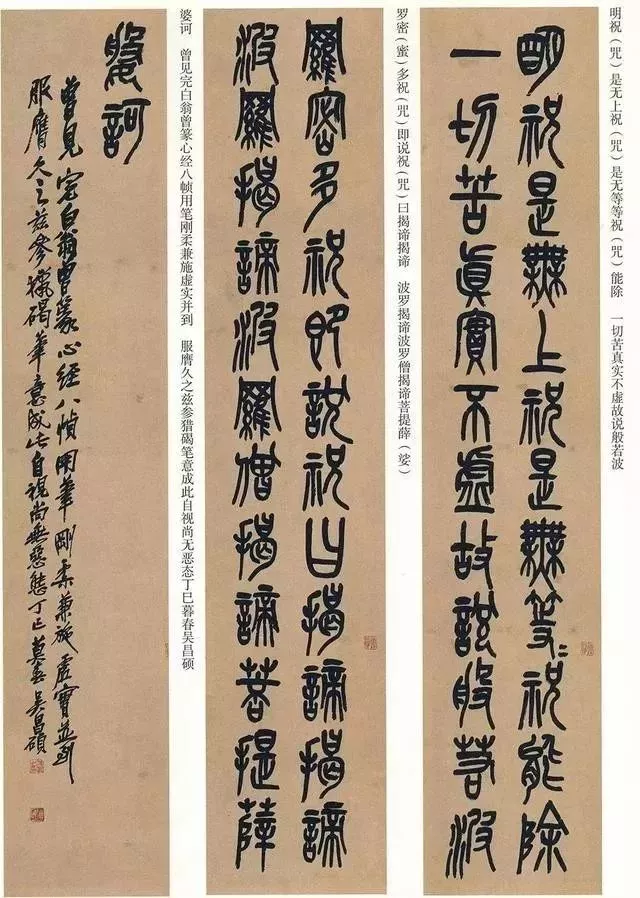 明祝（咒）是无上祝（咒）是无等等祝（咒）能除　一切苦真实不虚故说般若波
明祝是無上祝是無等〻祝能除
一切苦眞實不虛故說般若波
罗密（蜜）多祝（咒）即说祝（咒）曰揭谛揭谛　波罗揭谛波罗僧揭谛菩提薛（娑）
羅密多祝即說祝曰揭諦揭諦
波羅揭諦波羅僧揭諦菩提薛
婆诃　曾见完白翁曾篆心经八帧用笔刚柔兼施虚实并到　服膺久之兹参猎碣笔意成此自视尚无恶态丁巳暮春吴昌硕
媻訶
曾見完白翁曾篆心經八幀用筆剛柔兼施虛實並到
服膺久之茲參獵碣筆意成此自視尚無惡態丁巳莫春吳昌碩